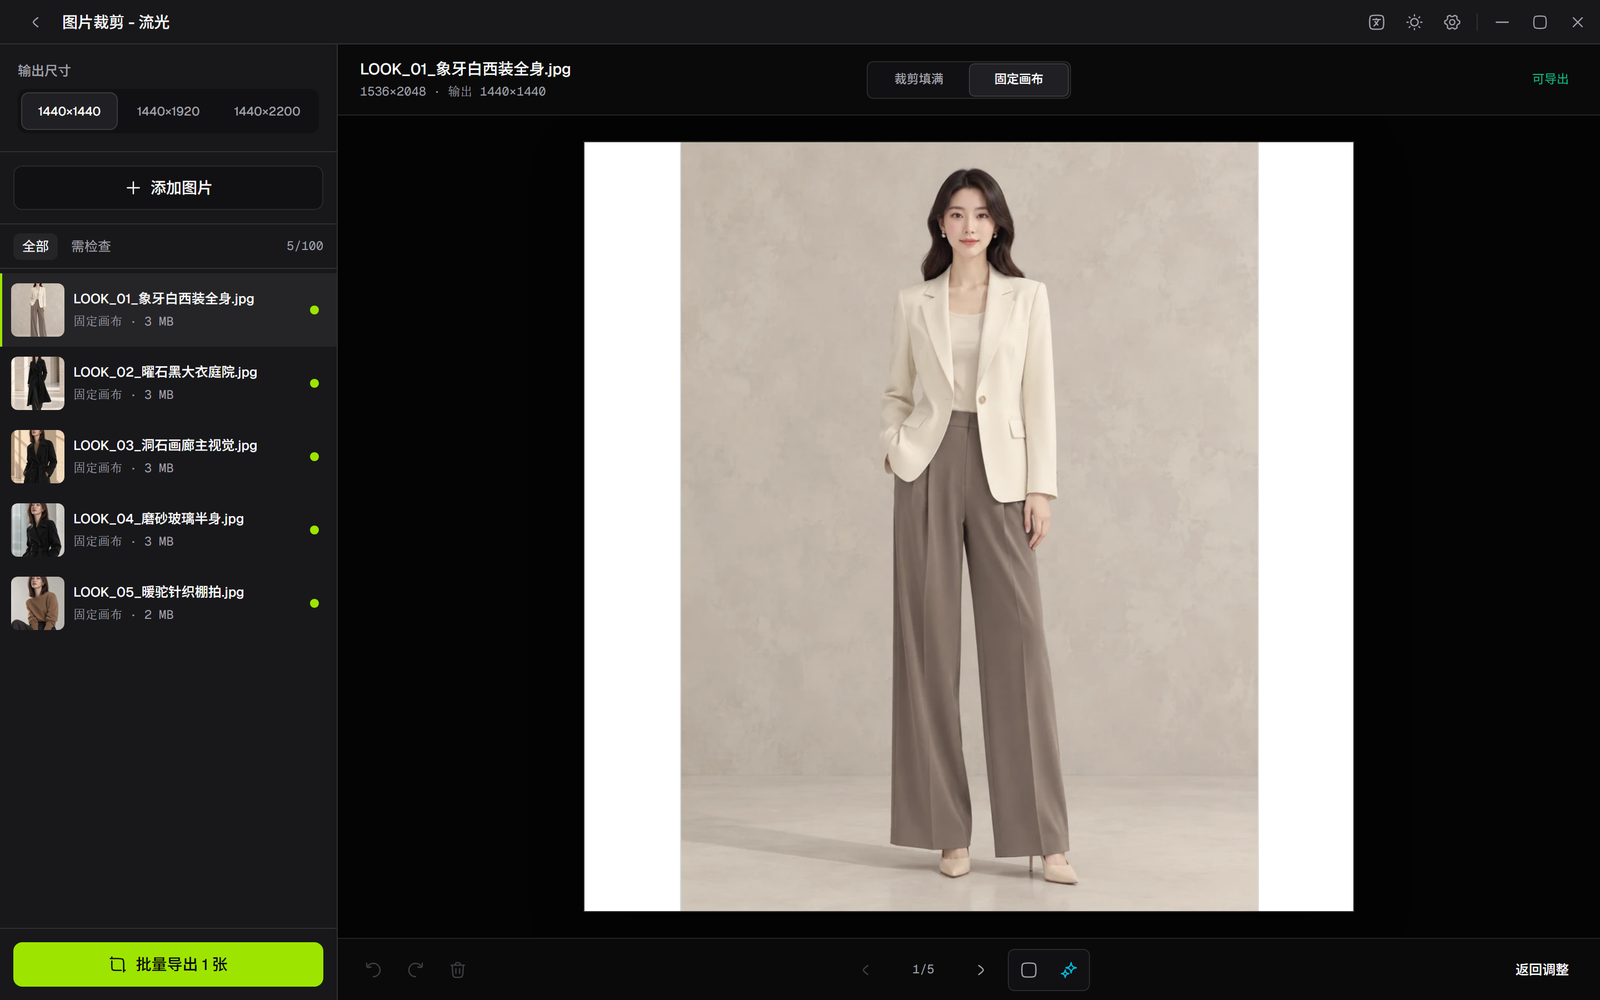 图片裁剪 - 流光
输出尺寸
1440×1440
1440×1920
1440×2200
添加图片
全部
需检查
5/100
LOOK_01_象牙白西装全身.jpg
固定画布 · 3 MB
LOOK_02_曜石黑大衣庭院.jpg
固定画布 · 3 MB
LOOK_03_洞石画廊主视觉.jpg
固定画布 · 3 MB
LOOK_04_磨砂玻璃半身.jpg
固定画布 · 3 MB
LOOK_05_暖驼针织棚拍.jpg
固定画布 · 2 MB
批量导出 1 张
LOOK_01_象牙白西装全身.jpg
1536×2048 · 输出 1440×1440
裁剪填满
固定画布
可导出
1/5
返回调整